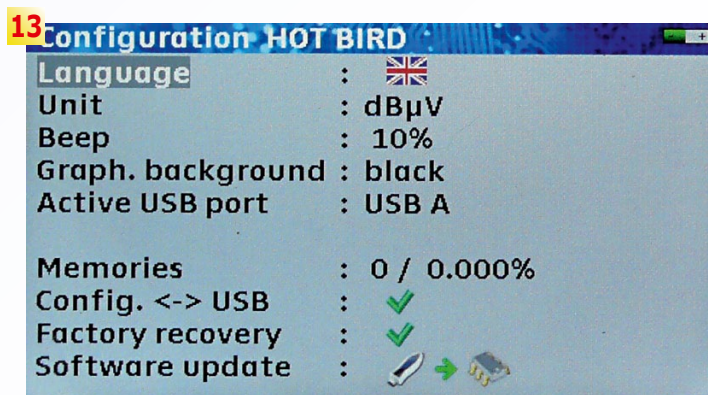 13
Configuration HOT BIRD
Language :
Unit : dBµV
Beep : 10%
Graph. background : black
Active USB port : USB A
Memories : 0 / 0.000%
Config. <-> USB :
Factory recovery :
Software update :